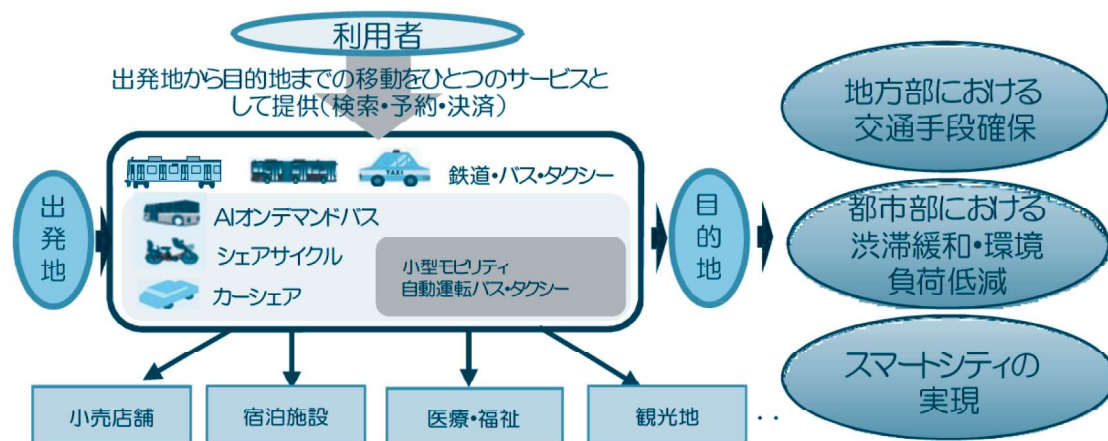 利用者
出発地から目的地までの移動をひとつのサービスと
して提供(検索・予約・決済)
TAXI
鉄道・バス・タクシー
出発地
AIオンデマンドバス
シェアサイクル
カーシェア
小型モビリティ
自動運転バス・タクシー
目的地
地方部における
交通手段確保
都市部における
渋滞緩和・環境
負荷低減
スマートシティの
実現
小売店舗
宿泊施設
医療・福祉
観光地
・・